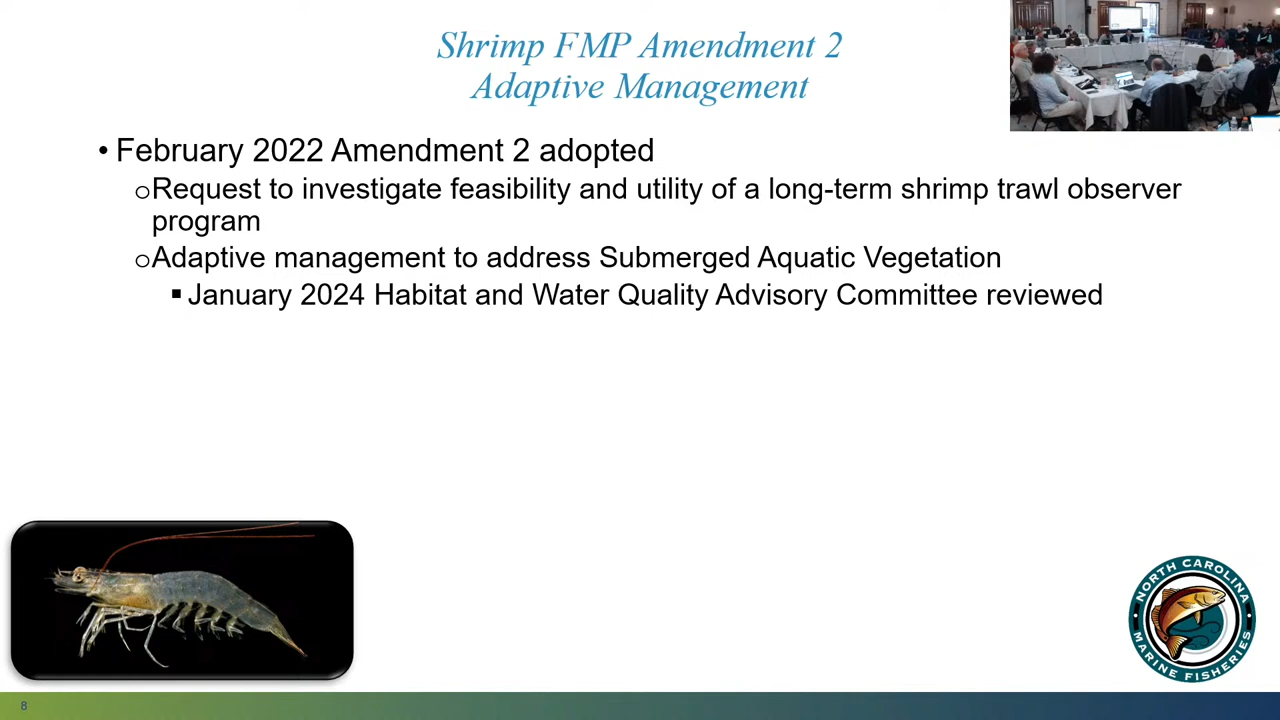 Shrimp FMP Amendment 2
Adaptive Management
• February 2022 Amendment 2 adopted
oRequest to investigate feasibility and utility of a long-term shrimp trawl observer
program
oAdaptive management to address Submerged Aquatic Vegetation
▪ January 2024 Habitat and Water Quality Advisory Committee reviewed
NORTH CAROLINA
MARINE FISHERIES
8